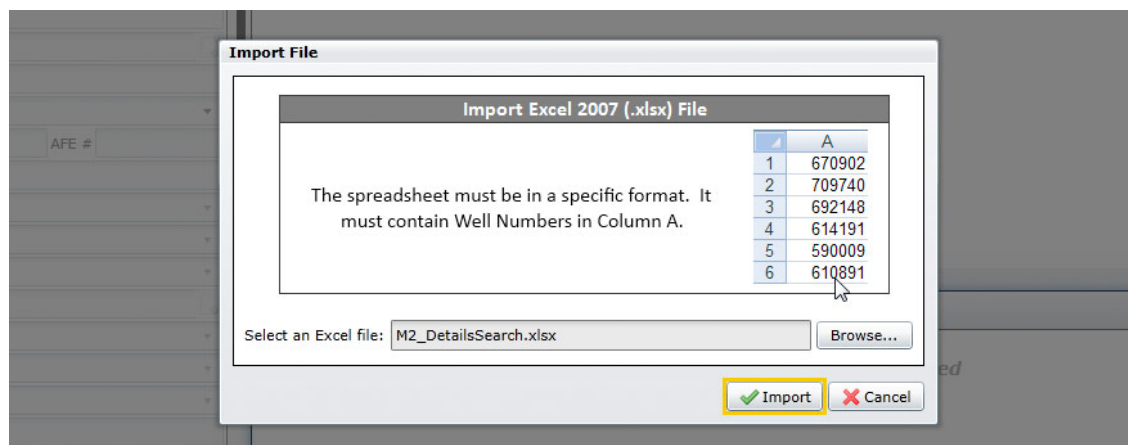 Import File
Import Excel 2007 (.xlsx) File
AFE #
The spreadsheet must be in a specific format. It
must contain Well Numbers in Column A.
A
1 670902
2 709740
3 692148
4 614191
5 590009
6 610891
Select an Excel file: M2_DetailsSearch.xlsx Browse...
ed
Import Cancel